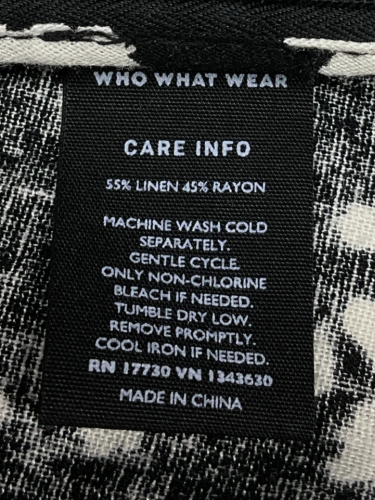 WHO WHAT WEAR
CARE INFO
55% LINEN 45% RAYON
MACHINE WASH COLD
SEPARATELY.
GENTLE CYCLE.
ONLY NON-CHLORINE
BLEACH IF NEEDED.
TUMBLE DRY LOW.
REMOVE PROMPTLY.
COOL IRON IF NEEDED.
RN 17730 VN 1343630
MADE IN CHINA